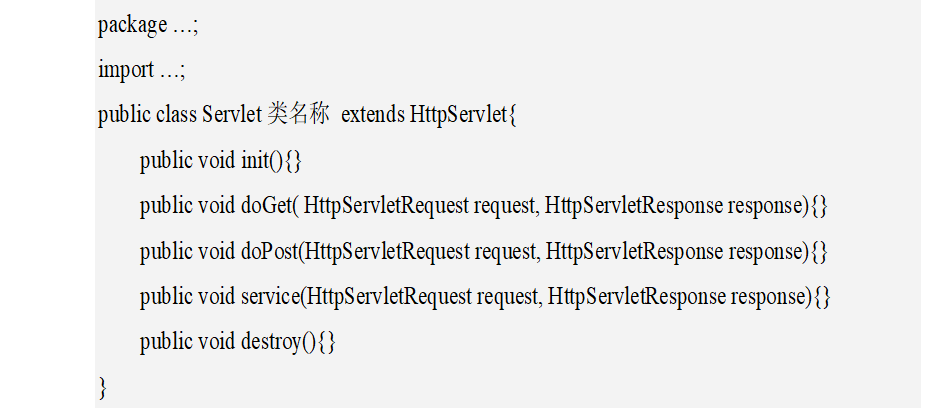 package …;
import …;
public class Servlet 类名称 extends HttpServlet{
public void init(){}
public void doGet( HttpServletRequest request, HttpServletResponse response){}
public void doPost(HttpServletRequest request, HttpServletResponse response){}
public void service(HttpServletRequest request, HttpServletResponse response){}
public void destroy(){}
}